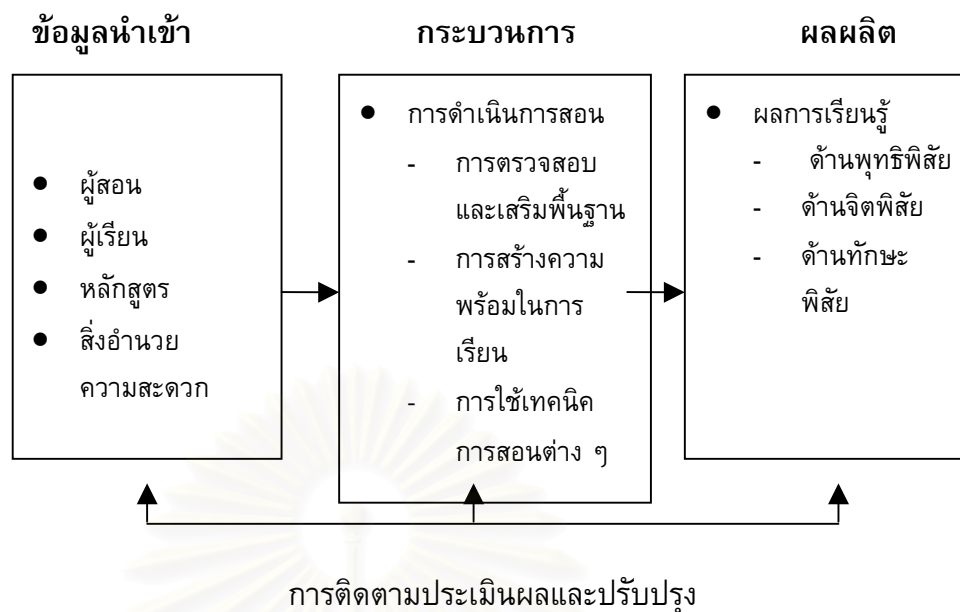 ข้อมูลนำเข้า
● ผู้สอน
● ผู้เรียน
● หลักสูตร
● สิ่งอำนวย
ความสะดวก
กระบวนการ
● การดำเนินการสอน
- การตรวจสอบ
และเสริมพื้นฐาน
- การสร้างความ
พร้อมในการ
เรียน
- การใช้เทคนิค
การสอนต่าง ๆ
ผลผลิต
● ผลการเรียนรู้
- ด้านพุทธิพิสัย
- ด้านจิตพิสัย
- ด้านทักษะ
พิสัย
การติดตามประเมินผลและปรับปรุง